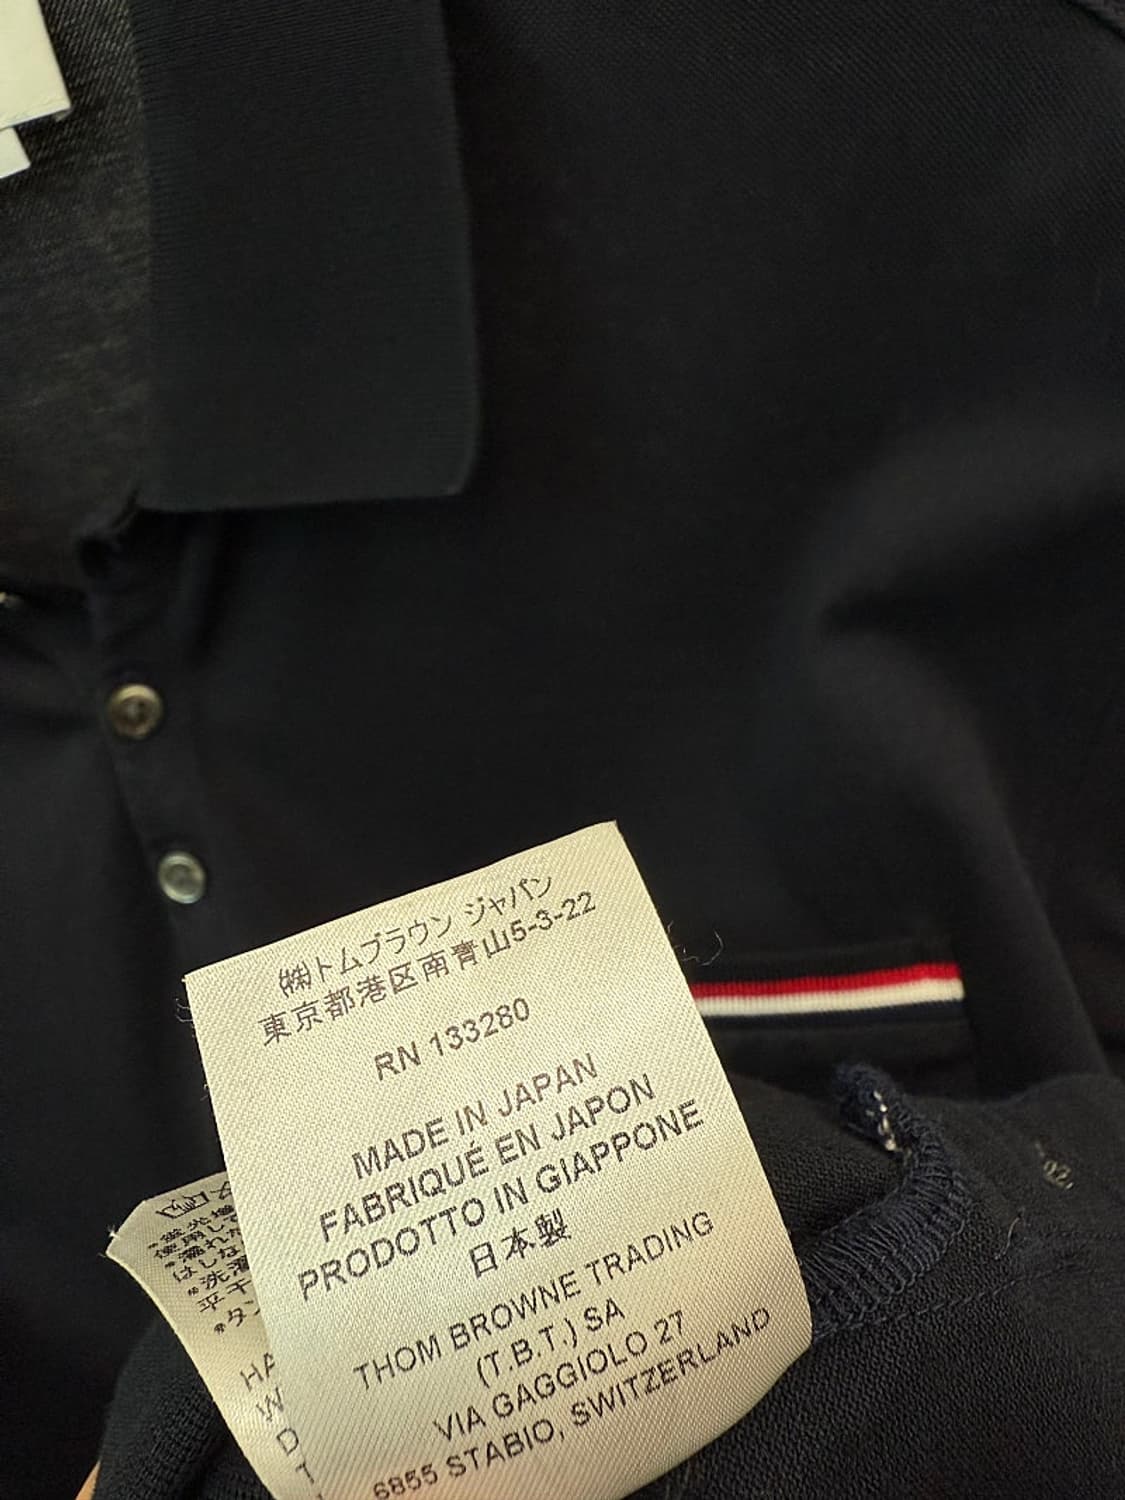 ㈱トムブラウン ジャパン
東京都港区南青山5-3-22
RN 133280
MADE IN JAPAN
FABRIQUÉ EN JAPON
PRODOTTO IN GIAPPONE
日本製
THOM BROWNE TRADING
(T.B.T.) SA
VIA GAGGIOLO 27
6855 STABIO, SWITZERLAND